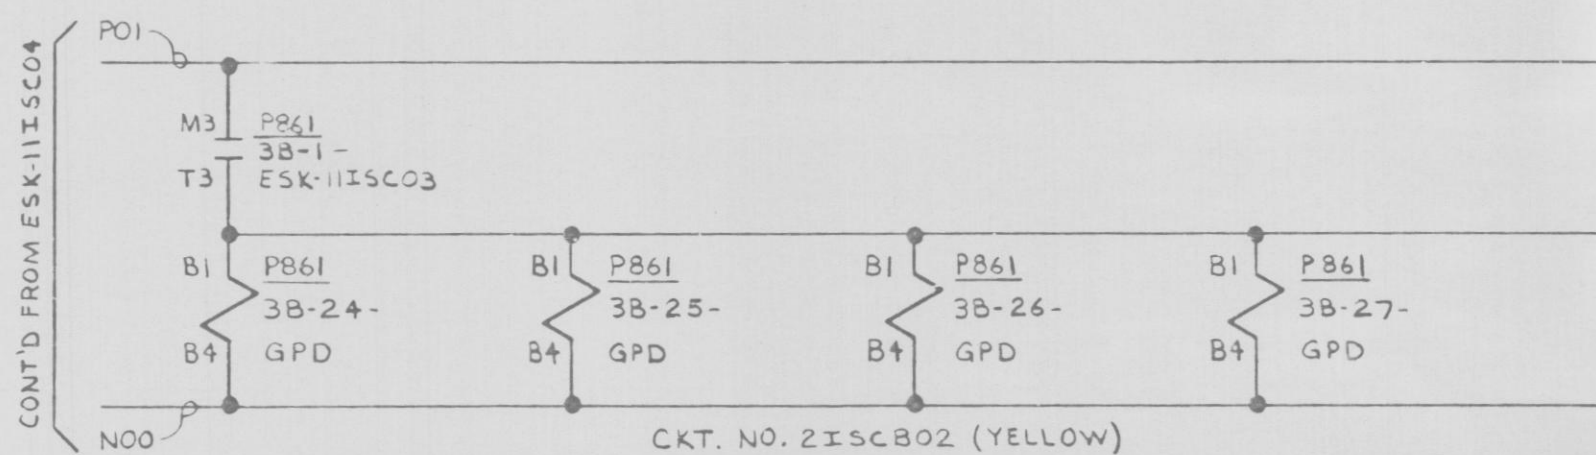 CONT'D FROM ESK-11ISC04
P01
M3
T3
P861
3B-1-
ESK-11ISC03
B1
B4
P861
3B-24-
GPD
B1
B4
P861
3B-25-
GPD
B1
B4
P861
3B-26-
GPD
B1
B4
P861
3B-27-
GPD
N00
CKT. NO. 2ISCB02 (YELLOW)